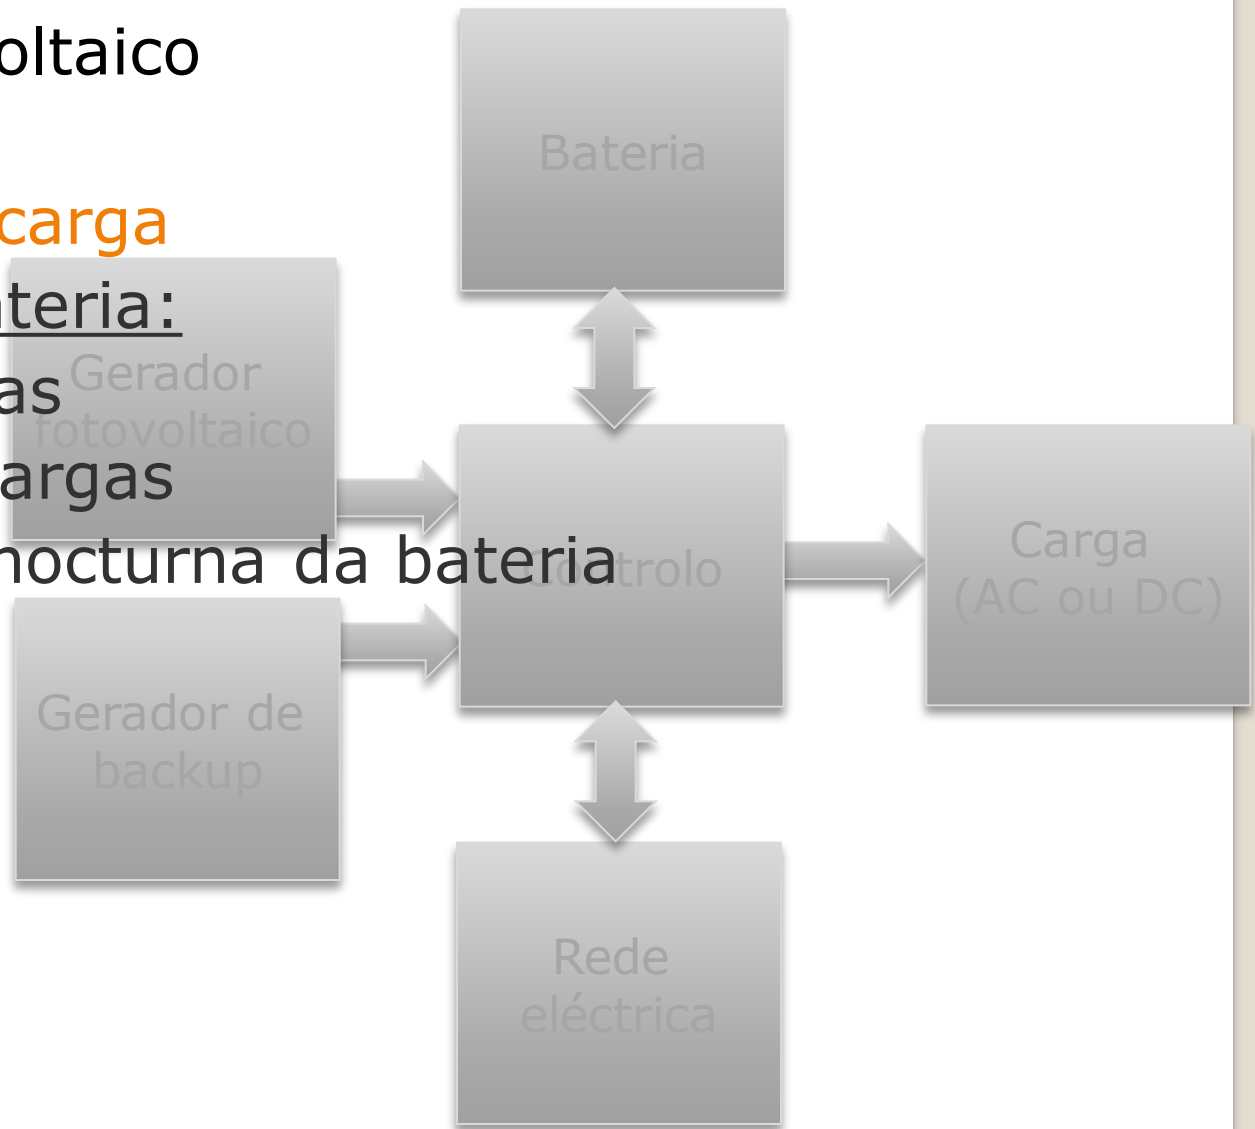 oltaico
Bateria
carga
ateria:
Gerador
fotovoltaico
as
argas
nocturna da bateria
Controlo
Carga
(AC ou DC)
Gerador de
backup
Rede
eléctrica